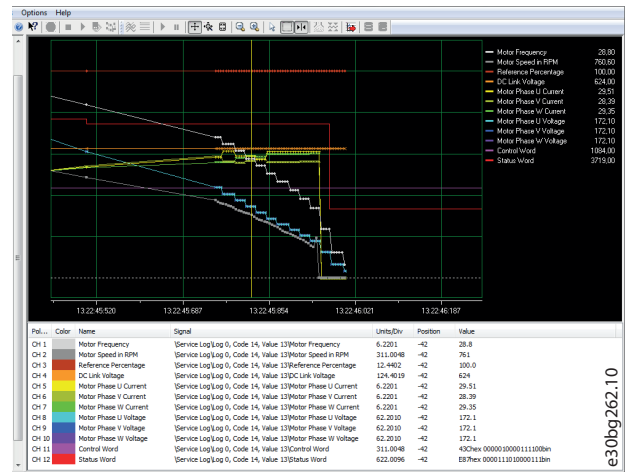 Options Help
Motor Frequency 28.80
Motor Speed in RPM 760,60
Reference Percentage 100,00
DC Link Voltage 624,00
Motor Phase U Current 29.51
Motor Phase V Current 28.39
Motor Phase W Current 29,35
Motor Phase U Voltage 172.10
Motor Phase V Voltage 172.10
Motor Phase W Voltage 172.10
Control Word 1084,00
Status Word 3719,00
13:22:45:520 13:22:45:687 13:22:45:854 13:22:46:021 13:22:46:187
Pol... Color Name Signal Units/Div Position Value
CH 1 Motor Frequency \Service Log\Log 0, Code 14, Value 13\Motor Frequency 6.2201 -42 28.8
CH 2 Motor Speed in RPM \Service Log\Log 0, Code 14, Value 13\Motor Speed in RPM 311.0048 -42 761
CH 3 Reference Percentage \Service Log\Log 0, Code 14, Value 13\Reference Percentage 12.4402 -42 100.0
CH 4 DC Link Voltage \Service Log\Log 0, Code 14, Value 13\DC Link Voltage 124.4019 -42 624
CH 5 Motor Phase U Current \Service Log\Log 0, Code 14, Value 13\Motor Phase U Current 6.2201 -42 29.51
CH 6 Motor Phase V Current \Service Log\Log 0, Code 14, Value 13\Motor Phase V Current 6.2201 -42 28.39
CH 7 Motor Phase W Current \Service Log\Log 0, Code 14, Value 13\Motor Phase W Current 6.2201 -42 29.35
CH 8 Motor Phase U Voltage \Service Log\Log 0, Code 14, Value 13\Motor Phase U Voltage 62.2010 -42 172.1
CH 9 Motor Phase V Voltage \Service Log\Log 0, Code 14, Value 13\Motor Phase V Voltage 62.2010 -42 172.1
CH 10 Motor Phase W Voltage \Service Log\Log 0, Code 14, Value 13\Motor Phase W Voltage 62.2010 -42 172.1
CH 11 Control Word \Service Log\Log 0, Code 14, Value 13\Control Word 311.0048 -42 43Chex 0000010000111100bin
CH 12 Status Word \Service Log\Log 0, Code 14, Value 13\Status Word 622.0096 -42 E87hex 0000111010000111bin
e30bg262.10